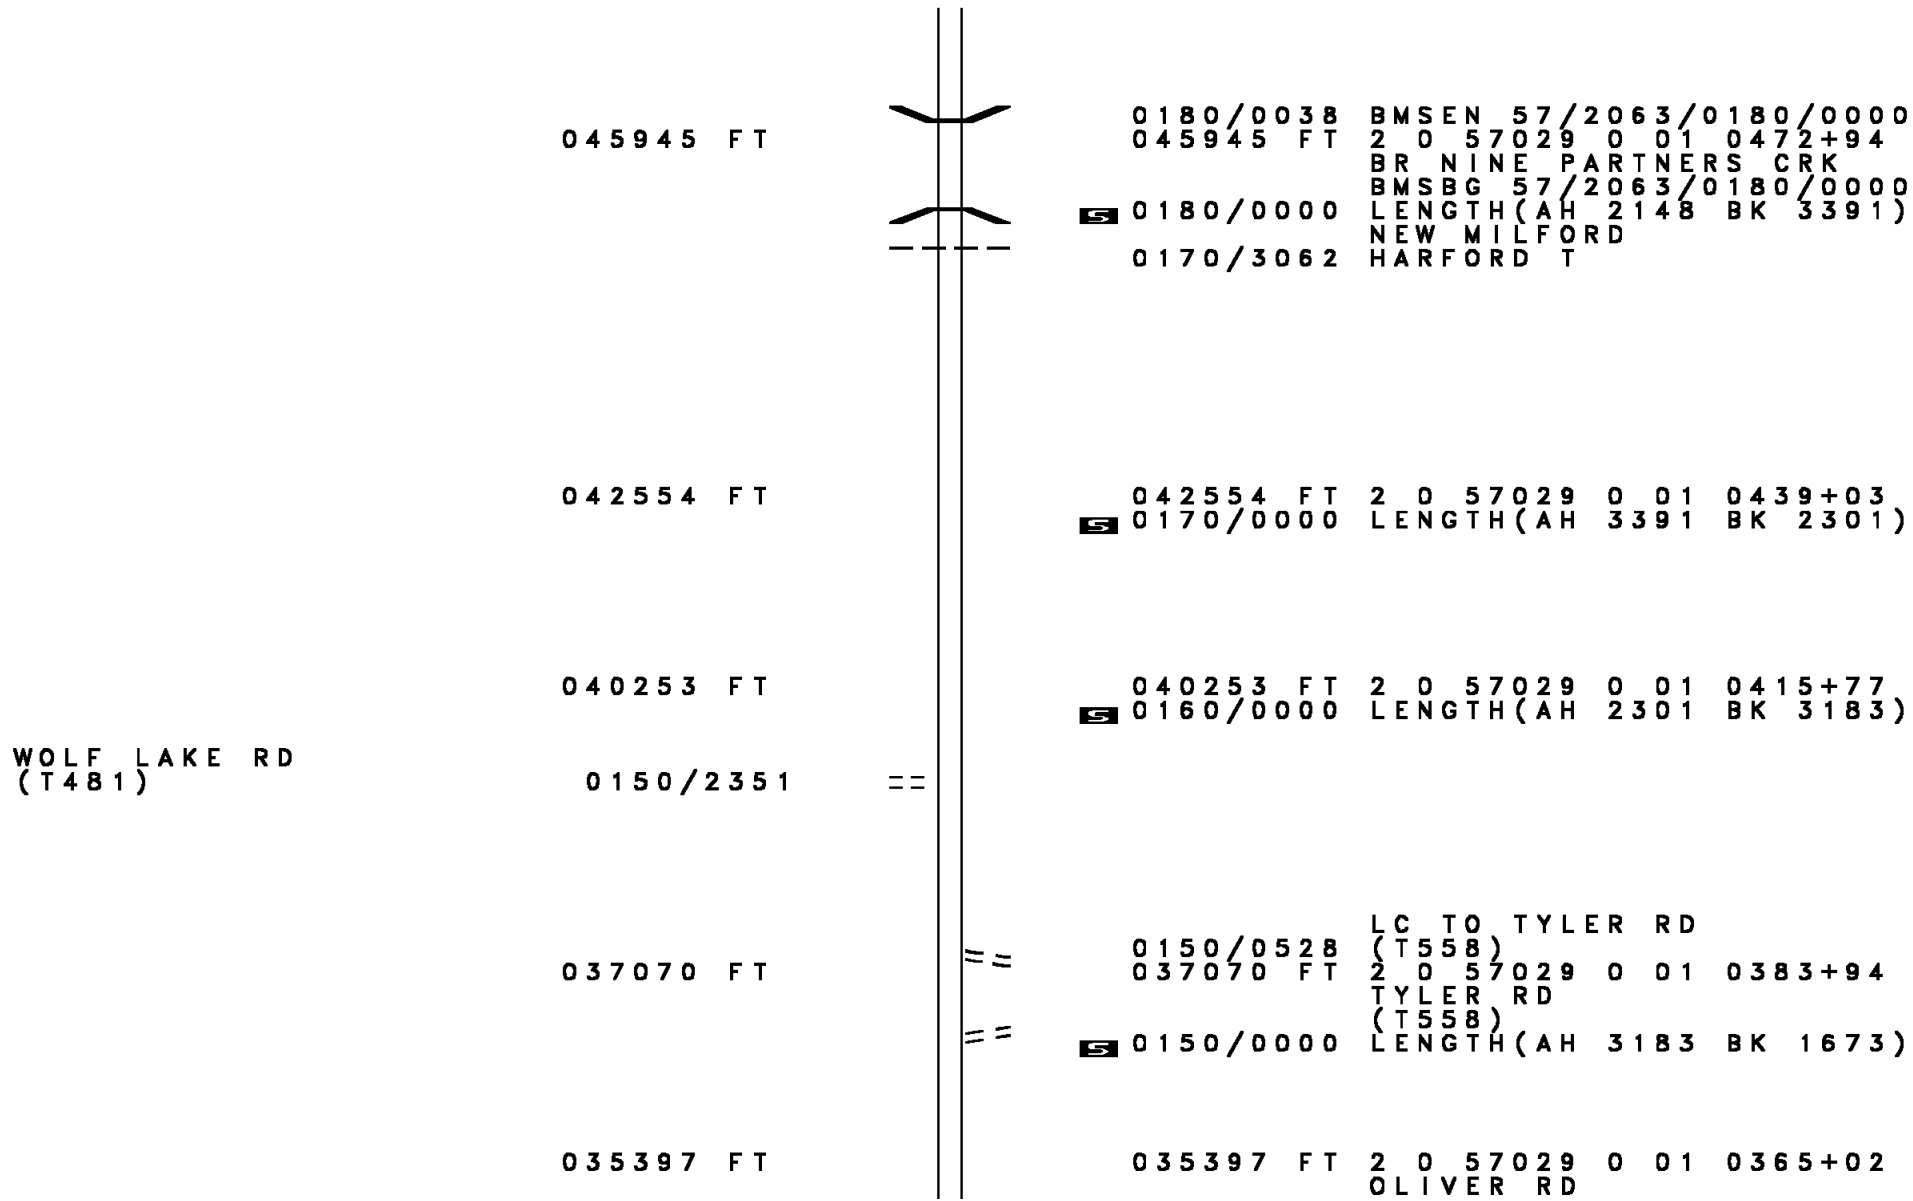 0180/0038 BMSEN 57/2063/0180/0000
045945 FT 045945 FT 2 0 57029 0 01 0472+94
BR NINE PARTNERS CRK
BMSBG 57/2063/0180/0000
S 0180/0000 LENGTH(AH 2148 BK 3391)
NEW MILFORD
0170/3062 HARFORD T
042554 FT 042554 FT 2 0 57029 0 01 0439+03
S 0170/0000 LENGTH(AH 3391 BK 2301)
040253 FT 040253 FT 2 0 57029 0 01 0415+77
S 0160/0000 LENGTH(AH 2301 BK 3183)
WOLF LAKE RD
(T481) 0150/2351
LC TO TYLER RD
0150/0528 (T558)
037070 FT 037070 FT 2 0 57029 0 01 0383+94
TYLER RD
(T558)
S 0150/0000 LENGTH(AH 3183 BK 1673)
035397 FT 035397 FT 2 0 57029 0 01 0365+02
OLIVER RD